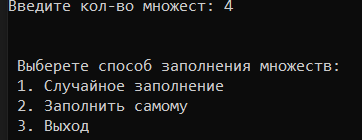 Введите кол-во множест: 4
Выберете способ заполнения множеств:
1. Случайное заполнение
2. Заполнить самому
3. Выход